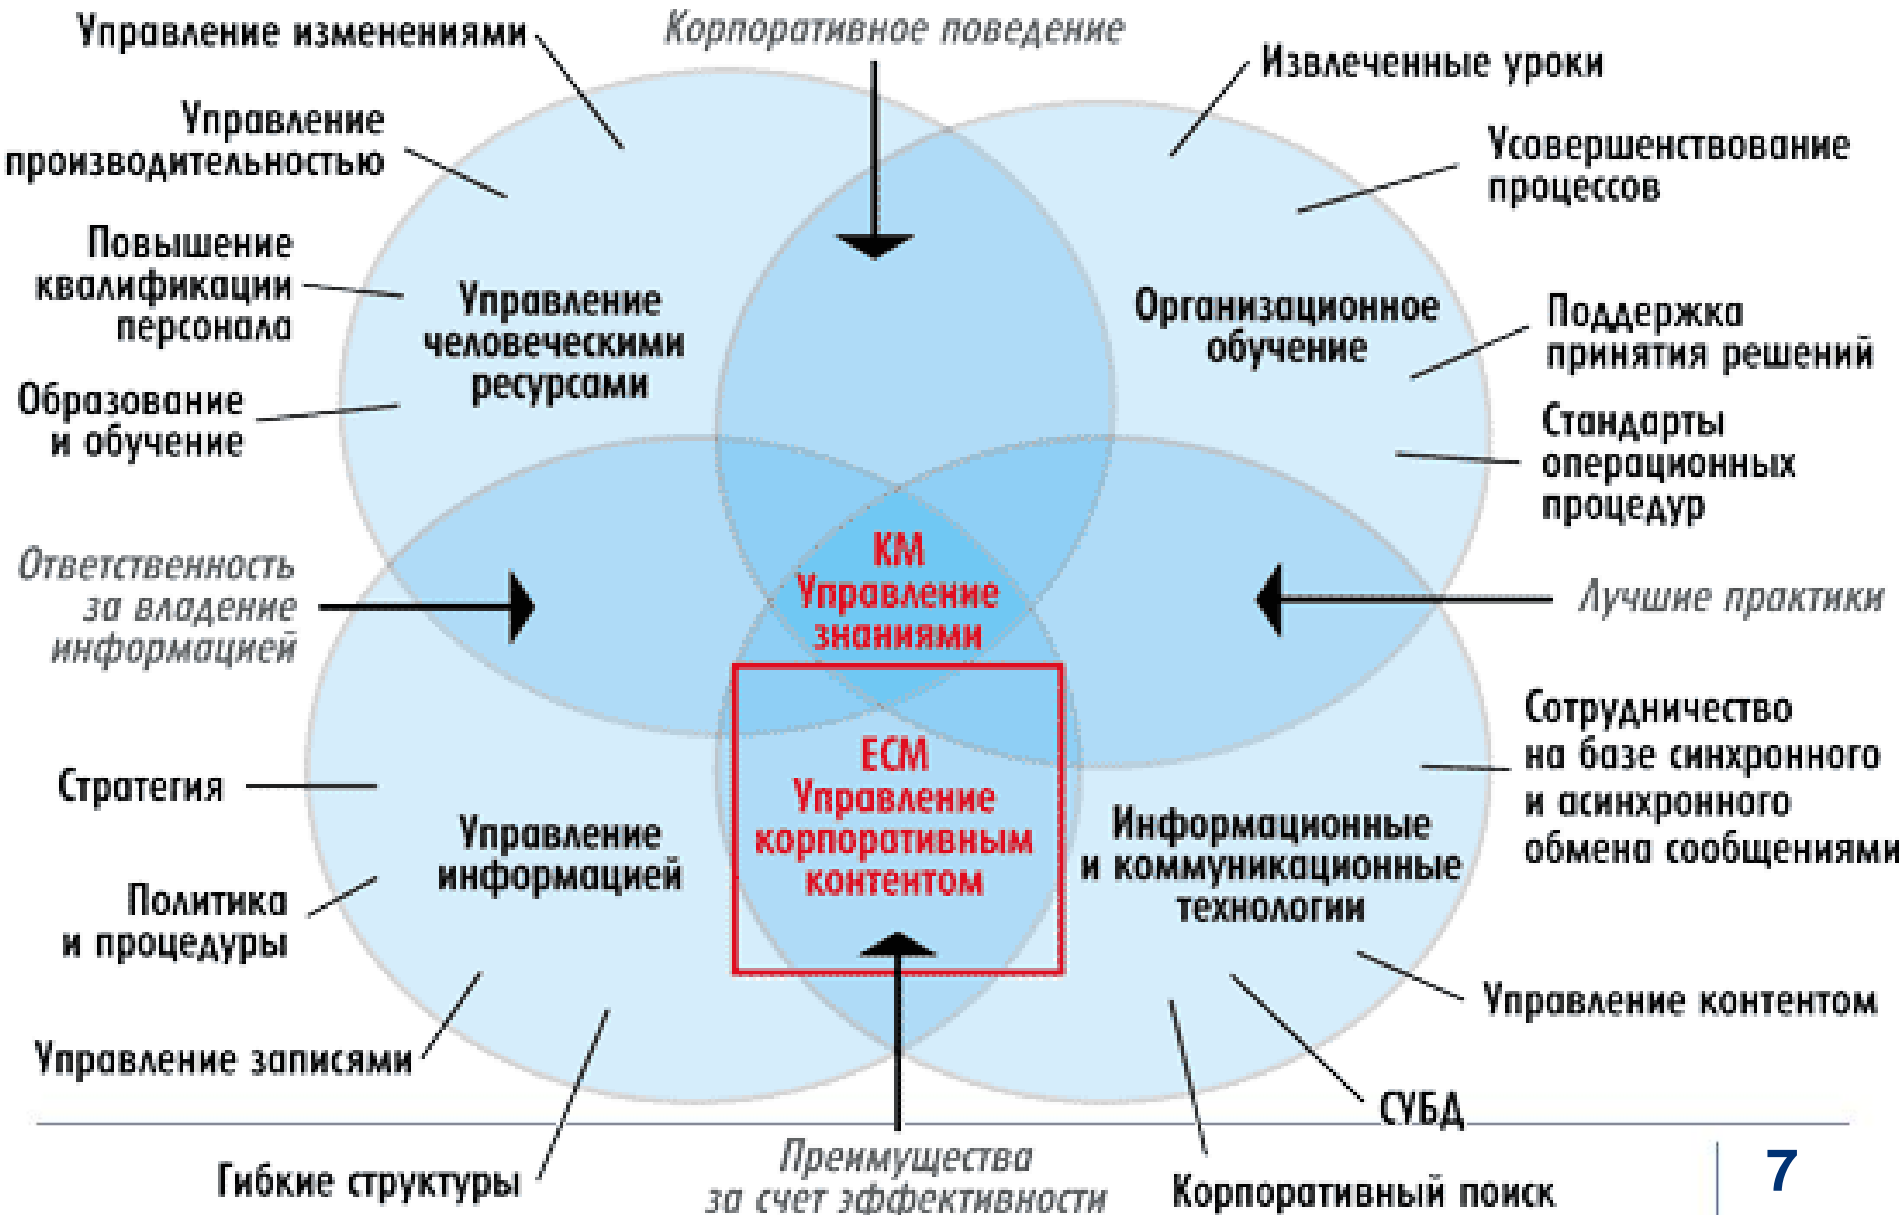 Управление изменениями
Корпоративное поведение
Извлеченные уроки
Управление
производительностью
Усовершенствование
процессов
Повышение
квалификации
персонала
Управление
человеческими
ресурсами
Организационное
обучение
Поддержка
принятия решений
Образование
и обучение
Стандарты
операционных
процедур
Ответственность
за владение
информацией
КМ
Управление
знаниями
Лучшие практики
Стратегия
Управление
информацией
ECM
Управление
корпоративным
контентом
Информационные
и коммуникационные
технологии
Сотрудничество
на базе синхронного
и асинхронного
обмена сообщениями
Политика
и процедуры
Управление записями
Управление контентом
СУБД
Гибкие структуры
Преимущества
за счет эффективности
Корпоративный поиск
7